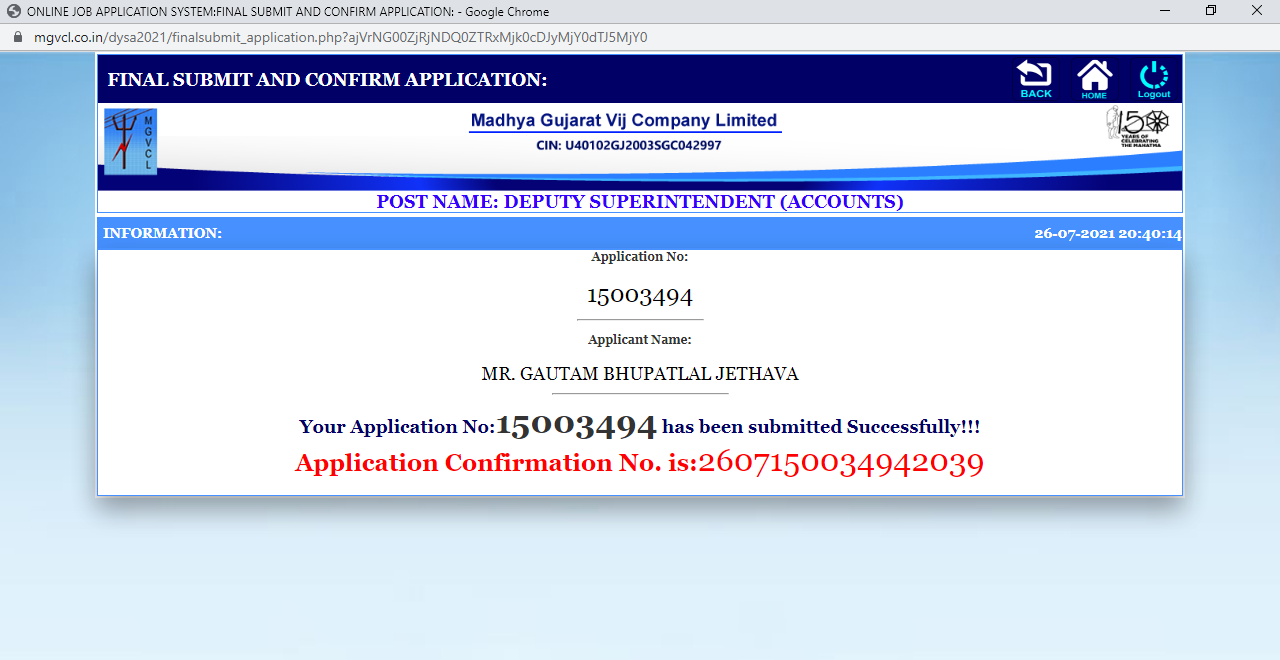 ONLINE JOB APPLICATION SYSTEM:FINAL SUBMIT AND CONFIRM APPLICATION: - Google Chrome
mgvcl.co.in/dysa2021/finalsubmit_application.php?ajVrNG00ZjRjNDQ0ZTRxMjk0cDJyMjY0dTJ5MjY0
FINAL SUBMIT AND CONFIRM APPLICATION:
BACK
HOME
Logout
MGVCL
Madhya Gujarat Vij Company Limited
CIN: U40102GJ2003SGC042997
150
YEARS OF
CELEBRATING
THE MAHATMA
POST NAME: DEPUTY SUPERINTENDENT (ACCOUNTS)
INFORMATION:
26-07-2021 20:40:14
Application No:
15003494
Applicant Name:
MR. GAUTAM BHUPATLAL JETHAVA
Your Application No:15003494 has been submitted Successfully!!!
Application Confirmation No. is:2607150034942039